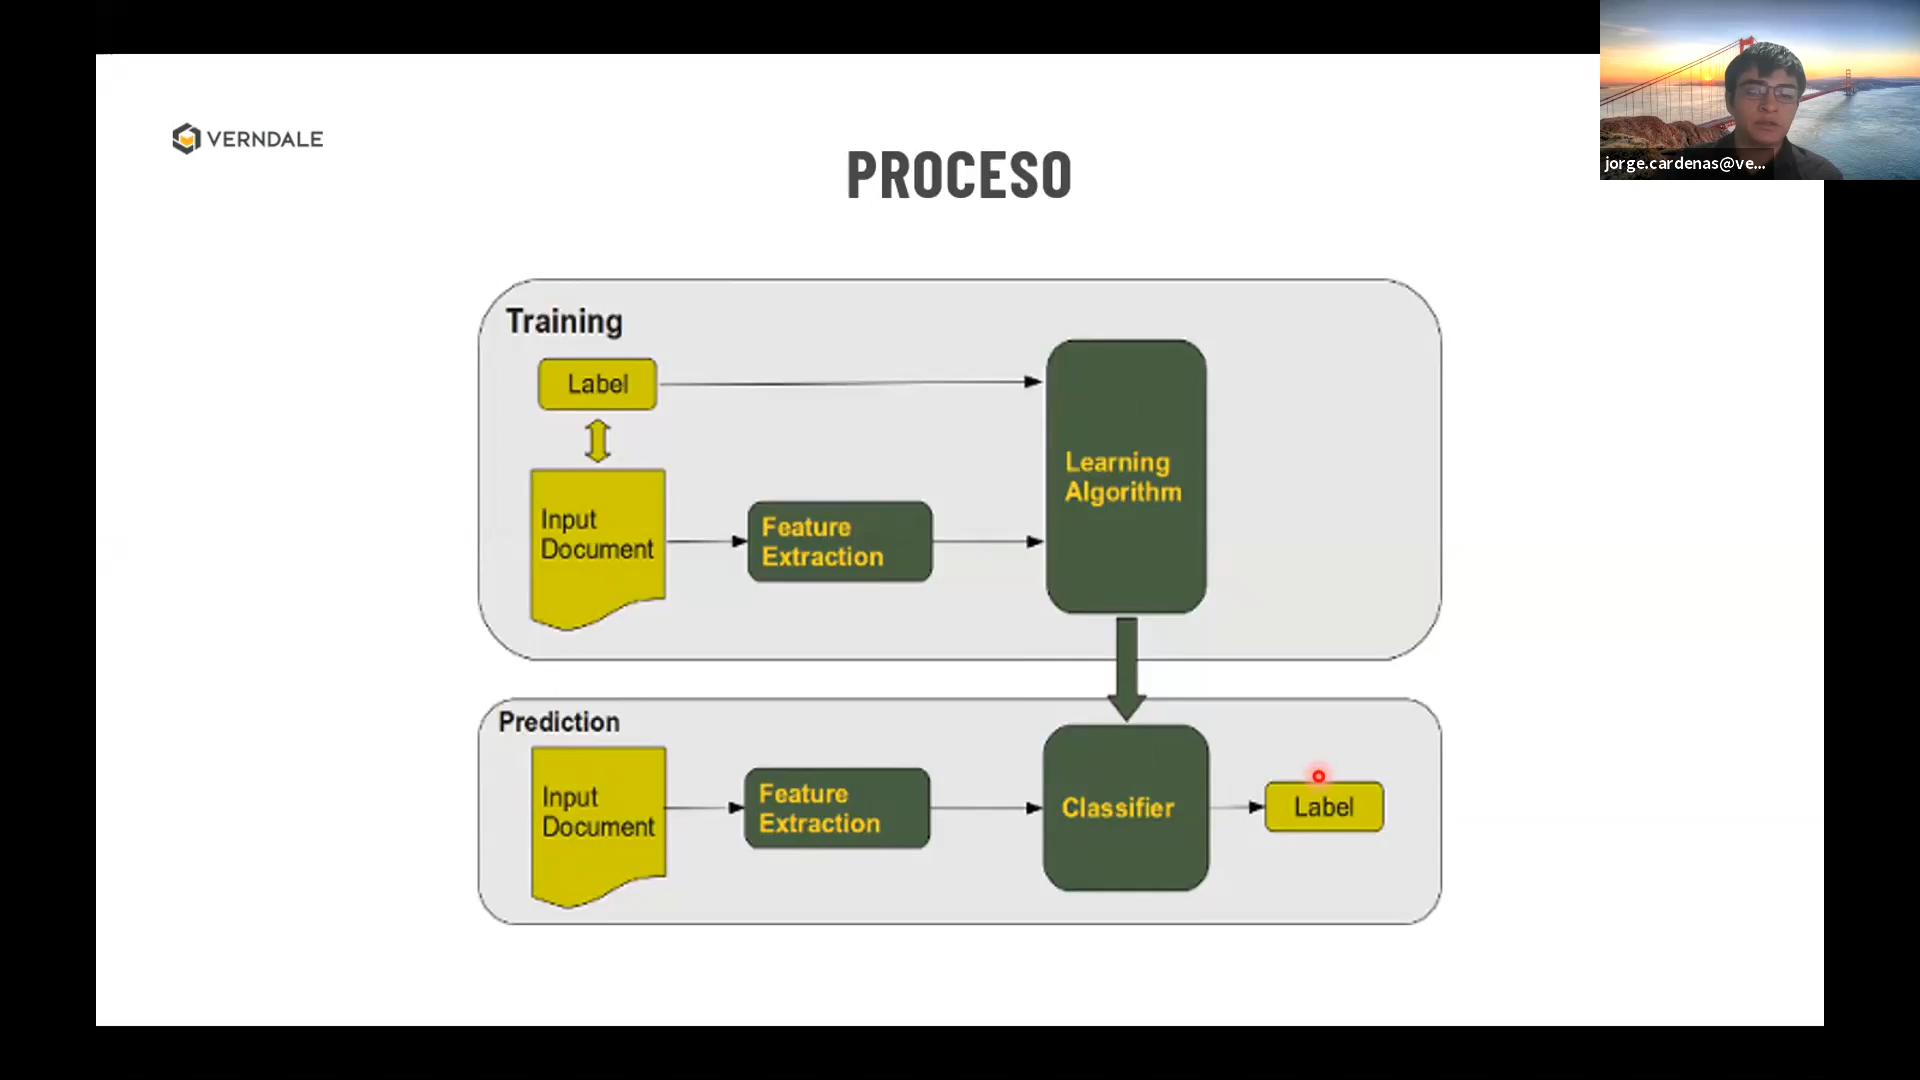 VERNDALE
PROCESO
jorge.cardenas@ve...
Training
Label
Input
Document
Feature
Extraction
Learning
Algorithm
Prediction
Input
Document
Feature
Extraction
Classifier
Label